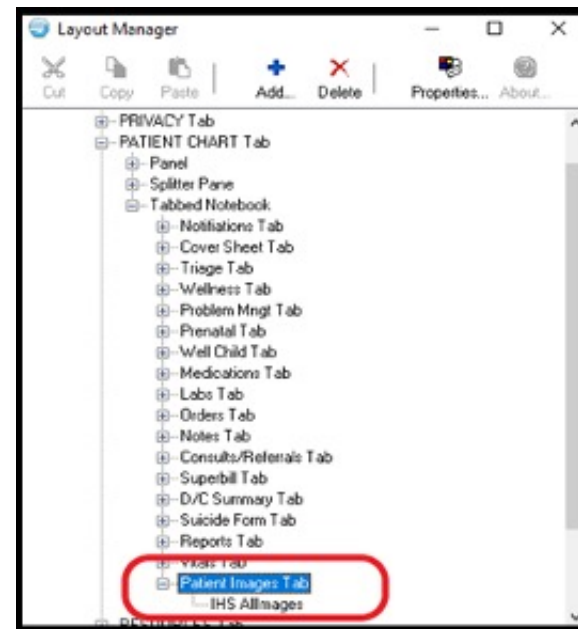 Layout Manager
Cut Copy Paste Add... Delete Properties... About...
PRIVACY Tab
PATIENT CHART Tab
Panel
Splitter Pane
Tabbed Notebook
Notifiations Tab
Cover Sheet Tab
Triage Tab
Wellness Tab
Problem Mngt Tab
Prenatal Tab
Well Child Tab
Medications Tab
Labs Tab
Orders Tab
Notes Tab
Consults/Referrals Tab
Superbill Tab
D/C Summary Tab
Suicide Form Tab
Reports Tab
Vitals Tab
Patient Images Tab
IHS AllImages
RESOURCES Tab